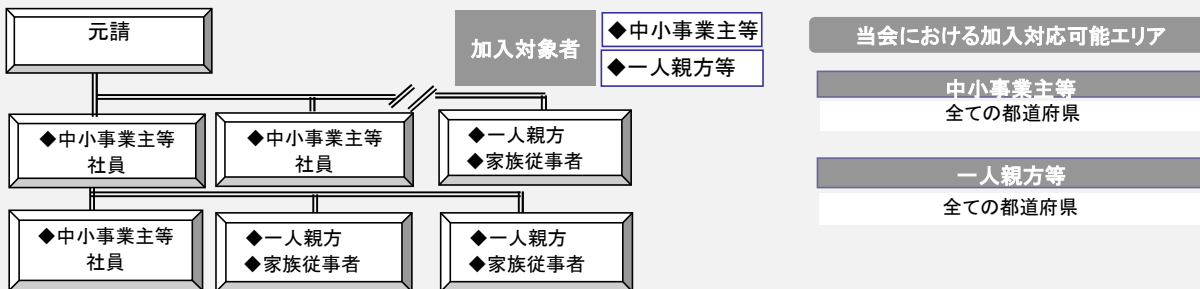 元請
加入対象者
◆中小事業主等
◆一人親方等
◆中小事業主等
社員
◆中小事業主等
社員
◆一人親方
◆家族従事者
◆中小事業主等
社員
◆一人親方
◆家族従事者
◆一人親方
◆家族従事者
当会における加入対応可能エリア
中小事業主等
全ての都道府県
一人親方等
全ての都道府県